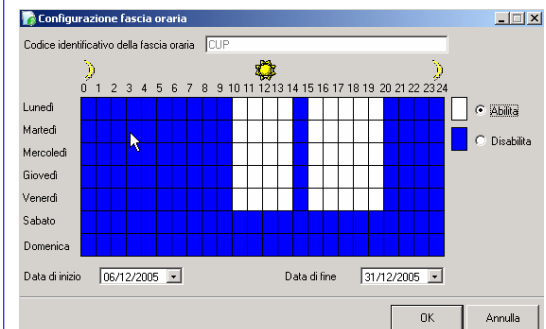 Configurazione fascia oraria
Codice identificativo della fascia oraria CUP
0 1 2 3 4 5 6 7 8 9 10 11 12 13 14 15 16 17 18 19 20 21 22 23 24
Lunedì
Abilita
Martedì
Disabilita
Mercoledì
Giovedì
Venerdì
Sabato
Domenica
Data di inizio 06/12/2005 Data di fine 31/12/2005
OK Annulla